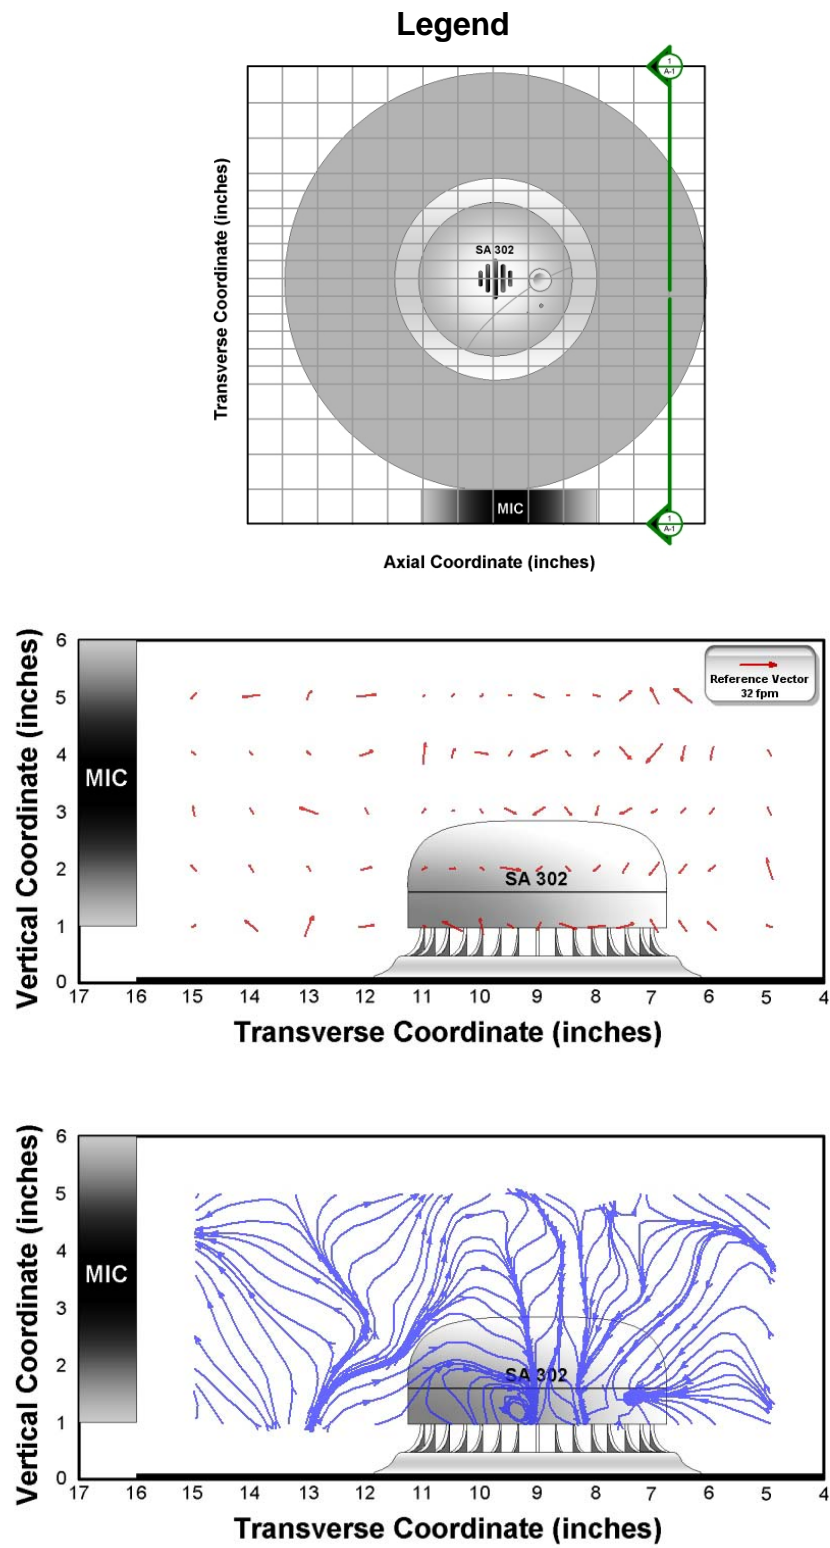 Legend
1
A-1
Transverse Coordinate (inches)
SA 302
MIC
1
A-1
Axial Coordinate (inches)
Vertical Coordinate (inches)
6
5
4
3
2
1
0
MIC
Reference Vector
32 fpm
SA 302
17 16 15 14 13 12 11 10 9 8 7 6 5 4
Transverse Coordinate (inches)
Vertical Coordinate (inches)
6
5
4
3
2
1
0
MIC
SA 302
17 16 15 14 13 12 11 10 9 8 7 6 5 4
Transverse Coordinate (inches)